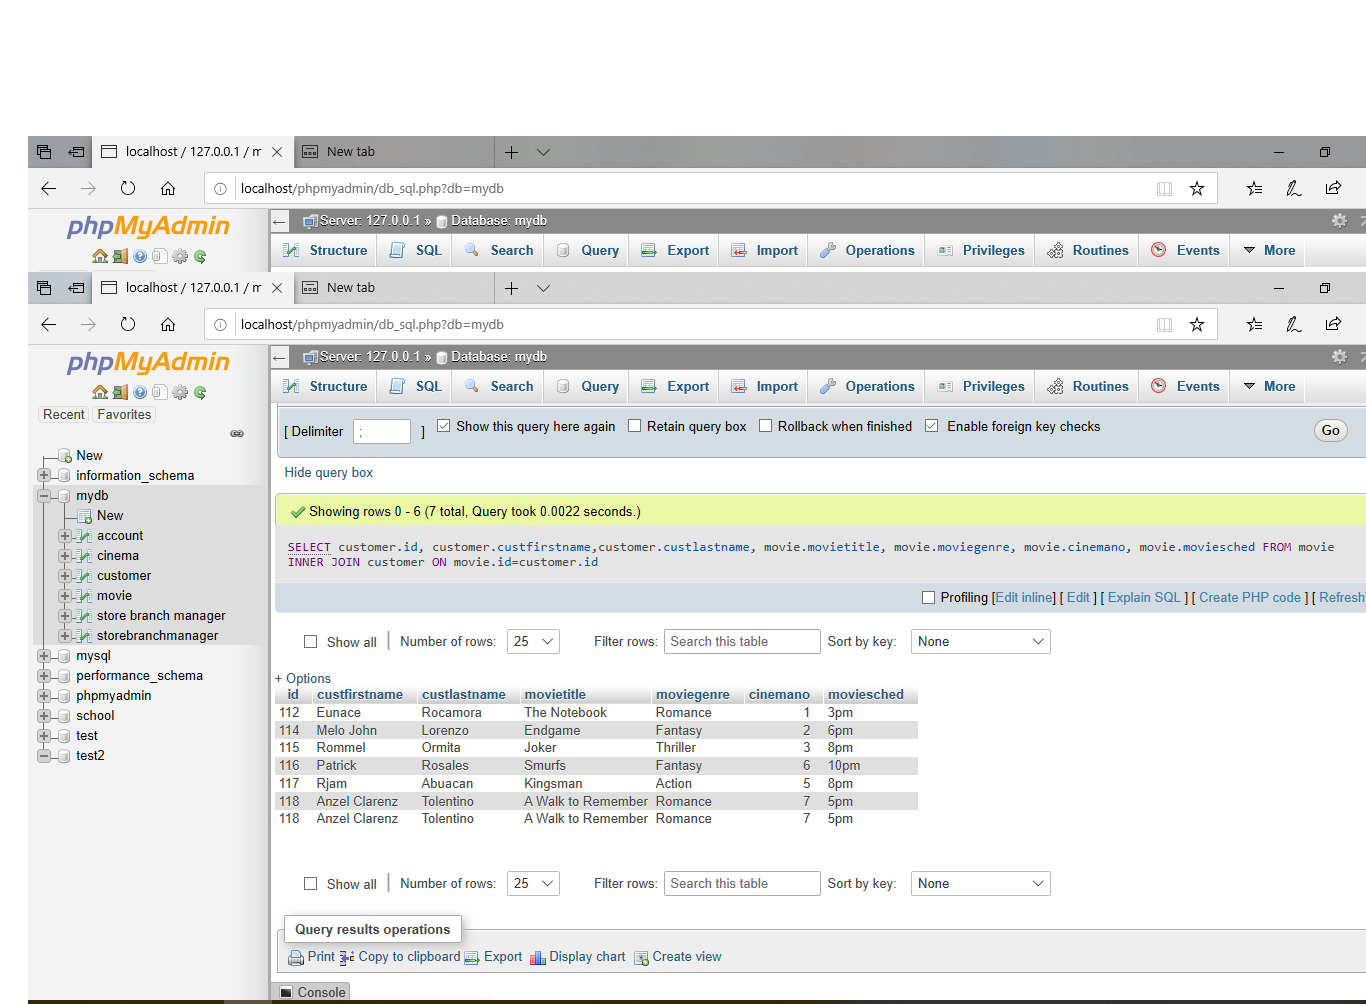 localhost / 127.0.0.1 / m New tab
localhost/phpmyadmin/db_sql.php?db=mydb
phpMyAdmin
Server: 127.0.0.1 » Database: mydb
Structure SQL Search Query Export Import Operations Privileges Routines Events More
localhost / 127.0.0.1 / m New tab
localhost/phpmyadmin/db_sql.php?db=mydb
phpMyAdmin
Server: 127.0.0.1 » Database: mydb
Structure SQL Search Query Export Import Operations Privileges Routines Events More
Recent Favorites
New
information_schema
mydb
New
account
cinema
customer
movie
store branch manager
storebranchmanager
mysql
performance_schema
phpmyadmin
school
test
test2
[ Delimiter ; ] Show this query here again Retain query box Rollback when finished Enable foreign key checks Go
Hide query box
Showing rows 0 - 6 (7 total, Query took 0.0022 seconds.)
SELECT customer.id, customer.custfirstname,customer.custlastname, movie.movietitle, movie.moviegenre, movie.cinemano, movie.moviesched FROM movie
INNER JOIN customer ON movie.id=customer.id
Profiling [Edit inline] [ Edit ] [ Explain SQL ] [ Create PHP code ] [ Refresh]
Show all Number of rows: 25 Filter rows: Search this table Sort by key: None
+ Options
id custfirstname custlastname movietitle moviegenre cinemano moviesched
112 Eunace Rocamora The Notebook Romance 1 3pm
114 Melo John Lorenzo Endgame Fantasy 2 6pm
115 Rommel Ormita Joker Thriller 3 8pm
116 Patrick Rosales Smurfs Fantasy 6 10pm
117 Rjam Abuacan Kingsman Action 5 8pm
118 Anzel Clarenz Tolentino A Walk to Remember Romance 7 5pm
118 Anzel Clarenz Tolentino A Walk to Remember Romance 7 5pm
Show all Number of rows: 25 Filter rows: Search this table Sort by key: None
Query results operations
Print Copy to clipboard Export Display chart Create view
Console